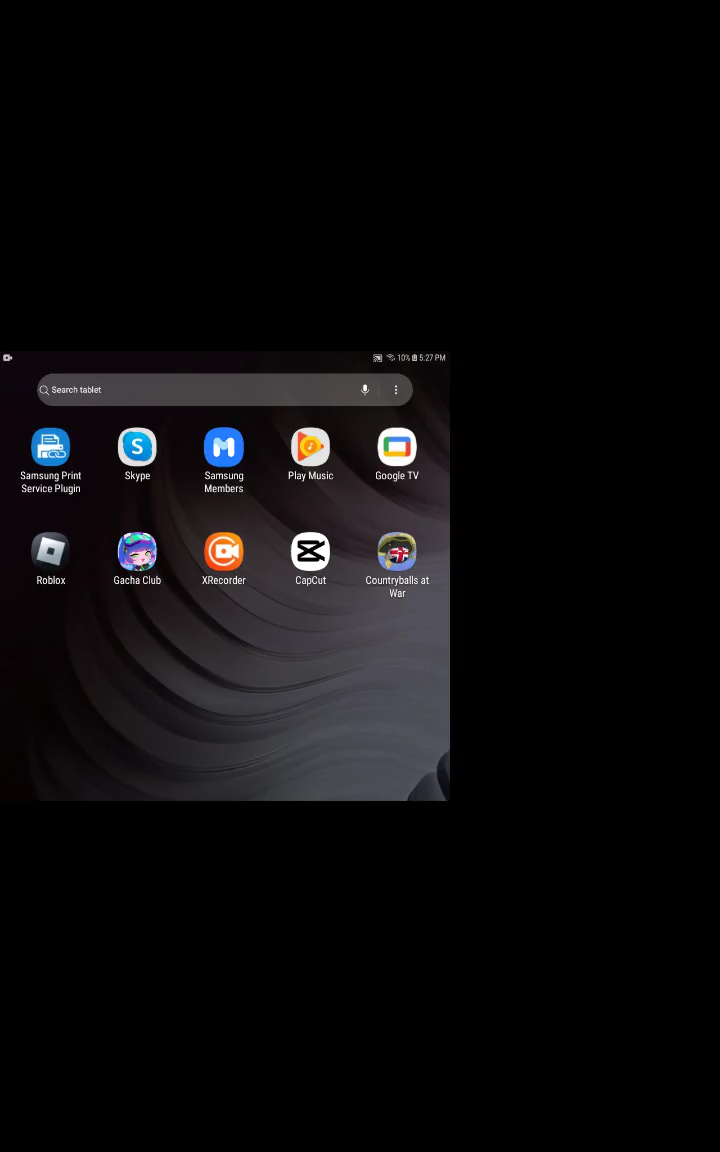 10% 5:27 PM
Search tablet
Samsung Print
Service Plugin
Skype
Samsung
Members
Play Music
Google TV
Roblox
Gacha Club
XRecorder
CapCut
Countryballs at
War